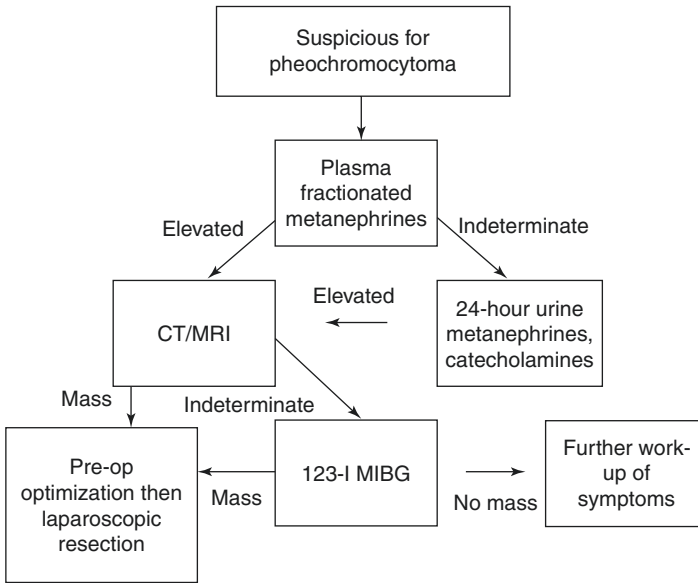 Suspicious for
pheochromocytoma
Plasma
fractionated
metanephrines
Elevated
Indeterminate
CT/MRI
Elevated
24-hour urine
metanephrines,
catecholamines
Mass
Indeterminate
Pre-op
optimization then
laparoscopic
resection
Mass
123-I MIBG
No mass
Further work-
up of
symptoms